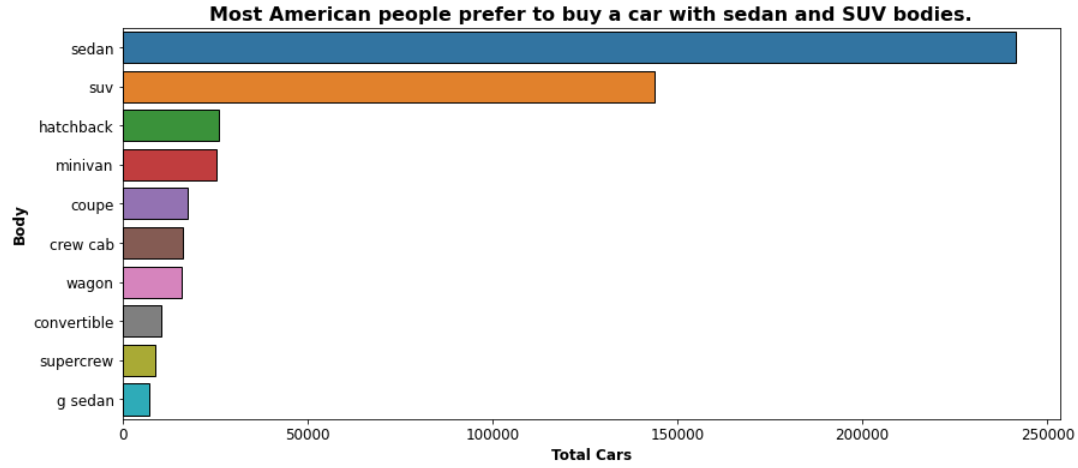 Most American people prefer to buy a car with sedan and SUV bodies.
sedan
suv
hatchback
minivan
coupe
crew cab
wagon
convertible
supercrew
g sedan
Body
0 50000 100000 150000 200000 250000
Total Cars